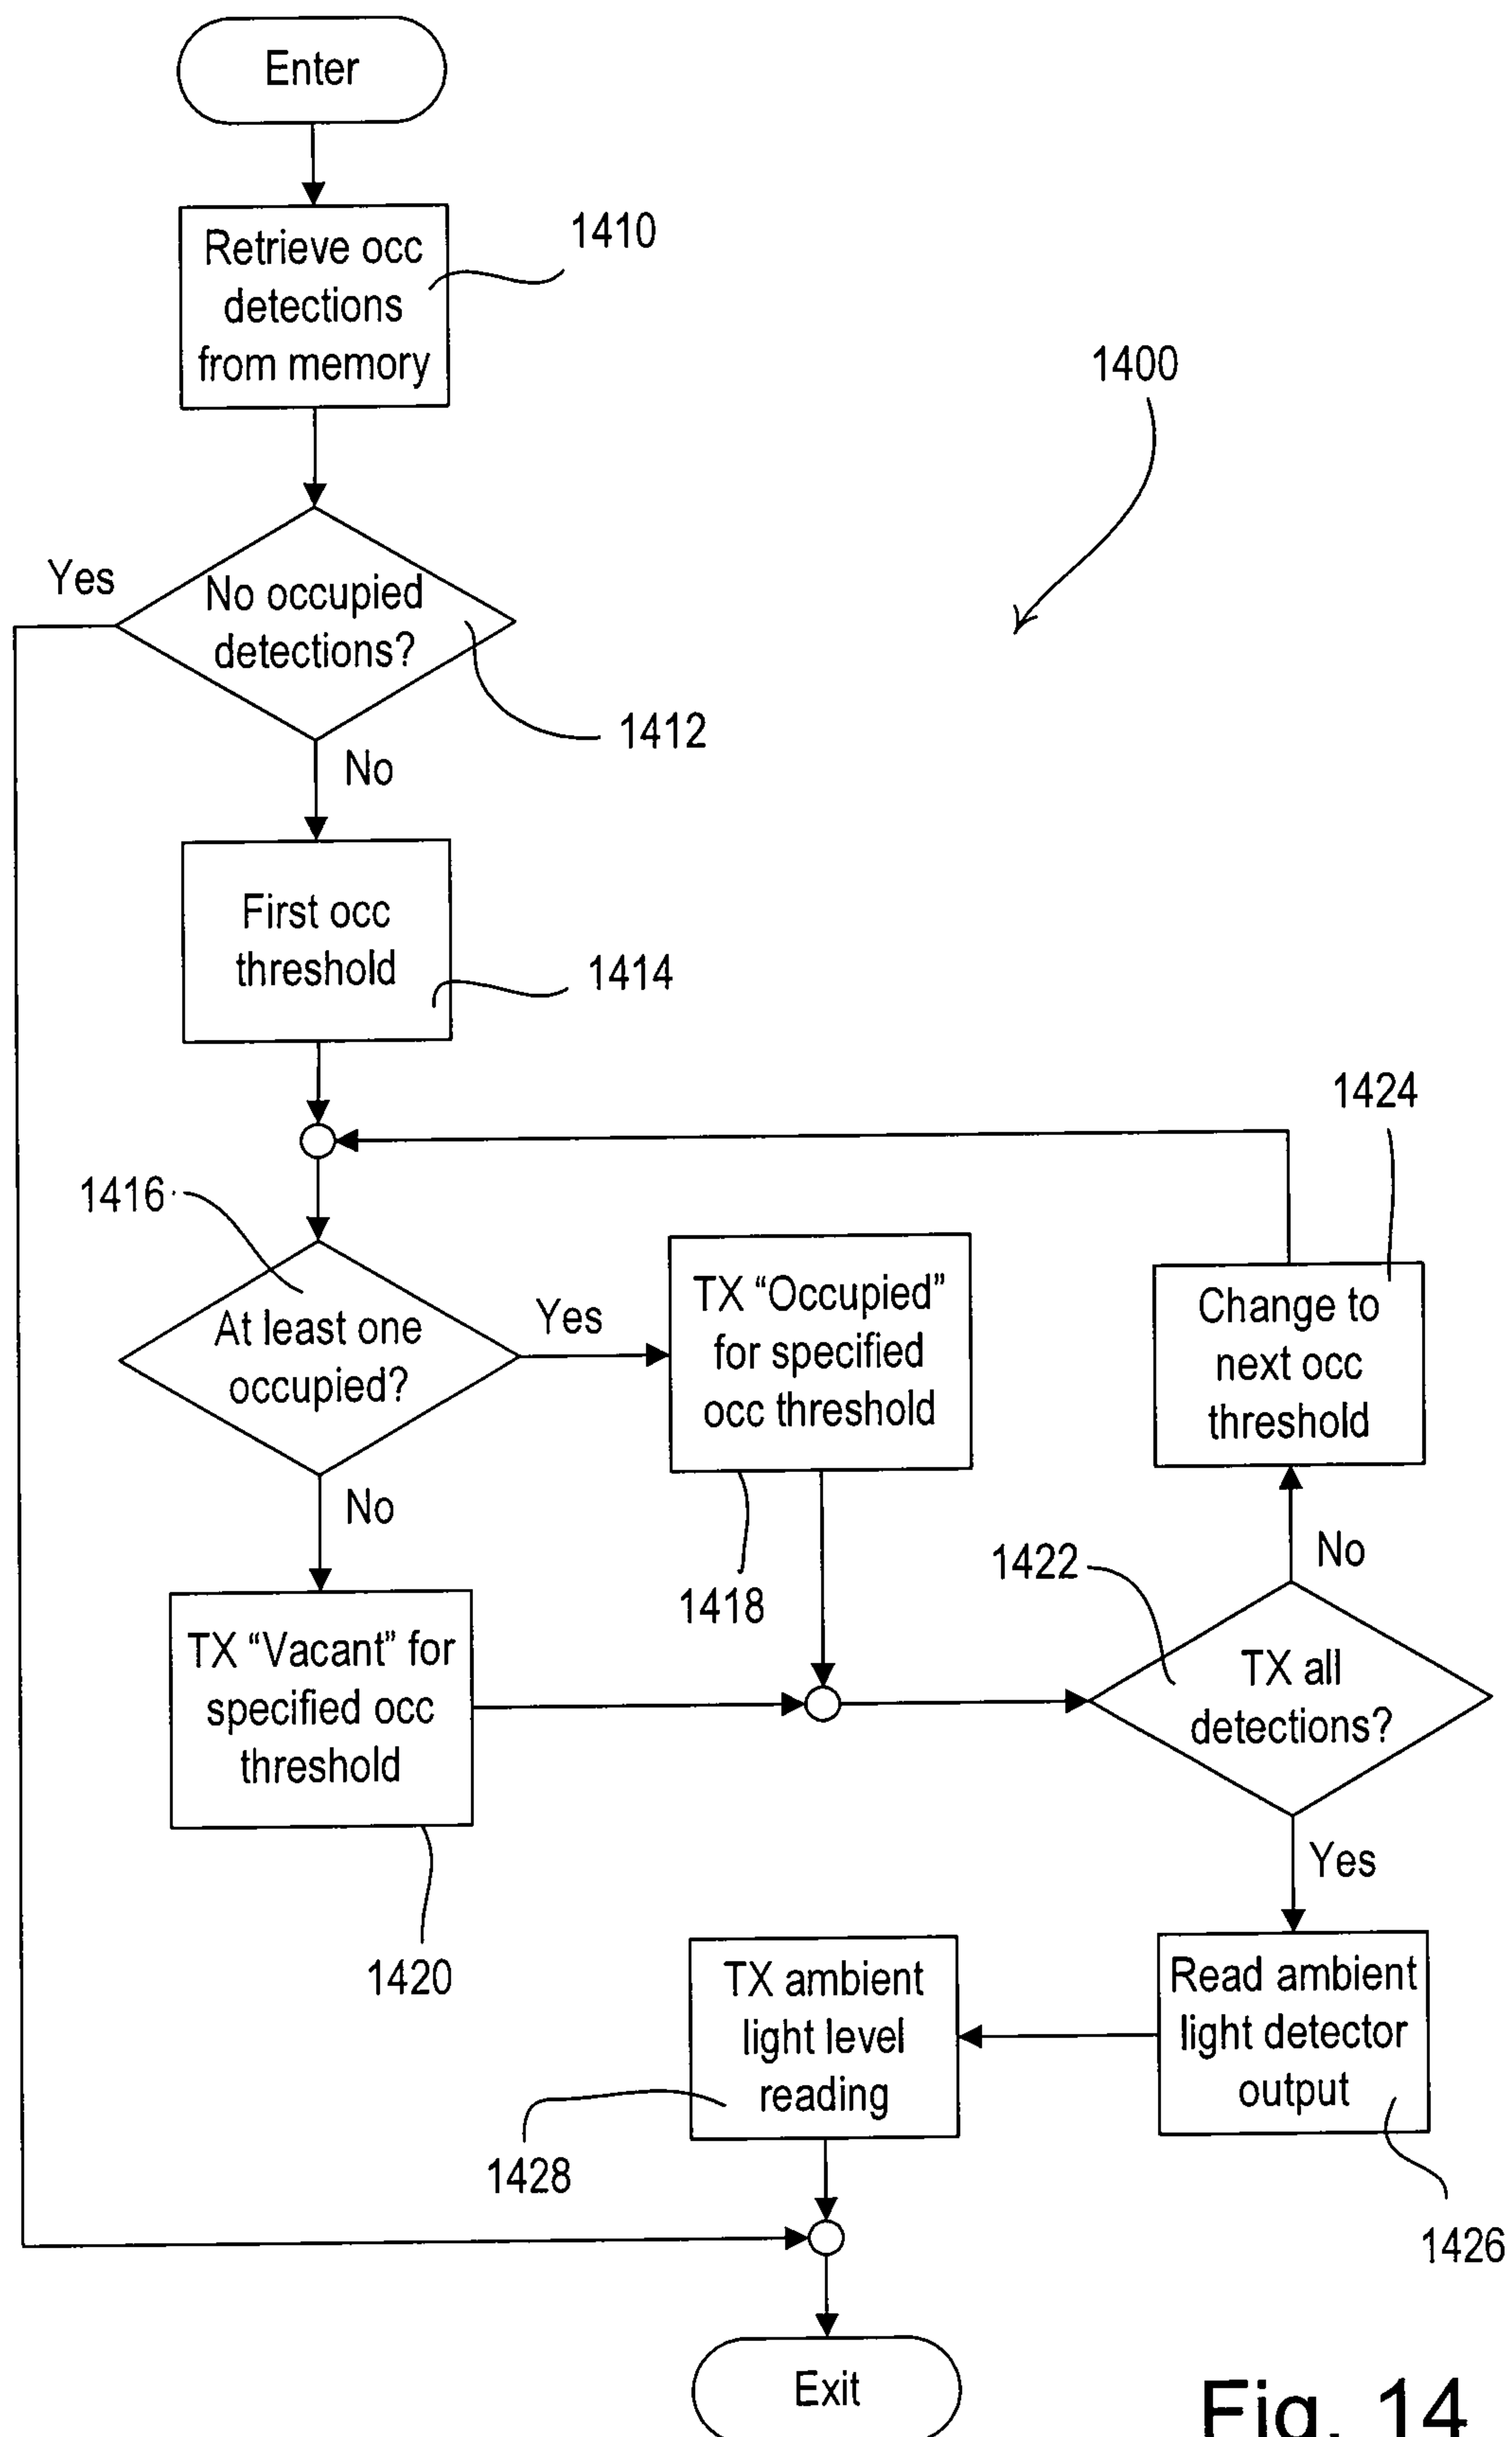 Enter
Retrieve occ
detections
from memory
1410
1400
Yes
No occupied
detections?
1412
No
First occ
threshold
1414
1424
1416
At least one
occupied?
Yes
TX “Occupied”
for specified
occ threshold
Change to
next occ
threshold
No
1418
1422
No
TX “Vacant” for
specified occ
threshold
TX all
detections?
Yes
1420
TX ambient
light level
reading
Read ambient
light detector
output
1428
1426
Exit
Fig. 14